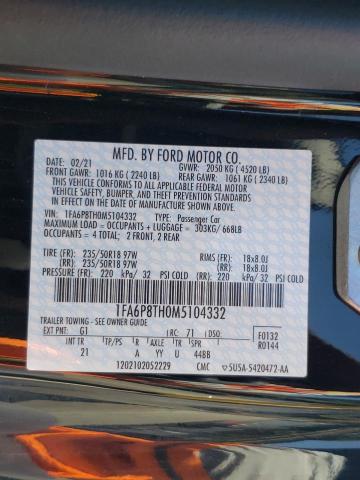 MFD. BY FORD MOTOR CO.
02/21 GVWR: 2050 KG ( 4520 LB)
FRONT GAWR: 1016 KG ( 2240 LB) REAR GAWR: 1061 KG ( 2340 LB)
THIS VEHICLE CONFORMS TO ALL APPLICABLE FEDERAL MOTOR
VEHICLE SAFETY, BUMPER, AND THEFT PREVENTION STANDARDS
IN EFFECT ON THE DATE OF MANUFACTURE SHOWN ABOVE.
VIN: 1FA6P8TH0M5104332 TYPE: Passenger Car
MAXIMUM LOAD = OCCUPANTS + LUGGAGE = 303KG/ 668LB
OCCUPANTS = 4 TOTAL; 2 FRONT, 2 REAR
TIRE (FR): 235/50R18 97W RIMS (FR): 18x8.0J
(RR): 235/50R18 97W (RR): 18x8.0J
PRESSURE (FR): 220 kPa/ 32 PSI COLD (RR): 220 kPa/ 32 PSI COLD
1FA6P8TH0M5104332
TRAILER TOWING - SEE OWNER GUIDE
EXT PNT: G1 RC: 71 DSO: F0132
INT TR TP/PS R AXLE TR SPR R0144
21 A YY U 44BB
1202102052229 CMC 5U5A-5420472-AA